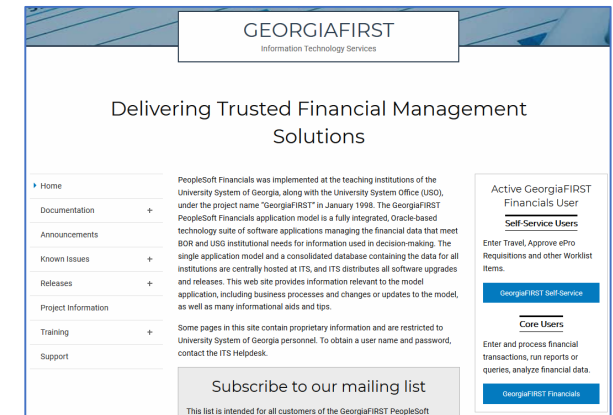 GEORGIAFIRST
Information Technology Services
Delivering Trusted Financial Management
Solutions
Home
Documentation +
Announcements
Known Issues +
Releases +
Project Information
Training +
Support
PeopleSoft Financials was implemented at the teaching institutions of the
University System of Georgia, along with the University System Office (USO),
under the project name "GeorgiaFIRST" in January 1998. The GeorgiaFIRST
PeopleSoft Financials application model is a fully integrated, Oracle-based
technology suite of software applications managing the financial data that meet
BOR and USG institutional needs for information used in decision-making. The
single application model and a consolidated database containing the data for all
institutions are centrally hosted at ITS, and ITS distributes all software upgrades
and releases. This web site provides information relevant to the model
application, including business processes and changes or updates to the model,
as well as many informational aids and tips.
Some pages in this site contain proprietary information and are restricted to
University System of Georgia personnel. To obtain a user name and password,
contact the ITS Helpdesk.
Subscribe to our mailing list
This list is intended for all customers of the GeorgiaFIRST PeopleSoft
Active GeorgiaFIRST
Financials User
Self-Service Users
Enter Travel, Approve ePro
Requisitions and other Worklist
Items.
GeorgiaFIRST Self-Service
Core Users
Enter and process financial
transactions, run reports or
queries, analyze financial data.
GeorgiaFIRST Financials